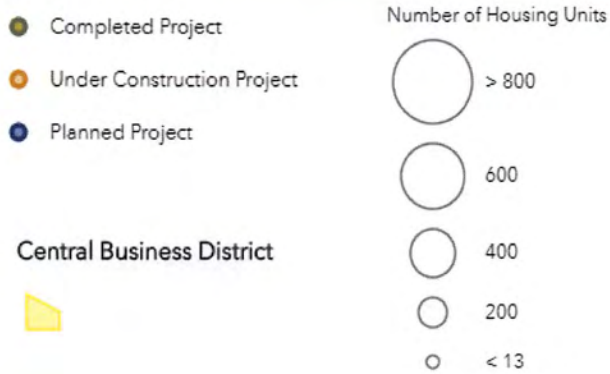 Completed Project
Under Construction Project
Planned Project
Central Business District
Number of Housing Units
> 800
600
400
200
< 13